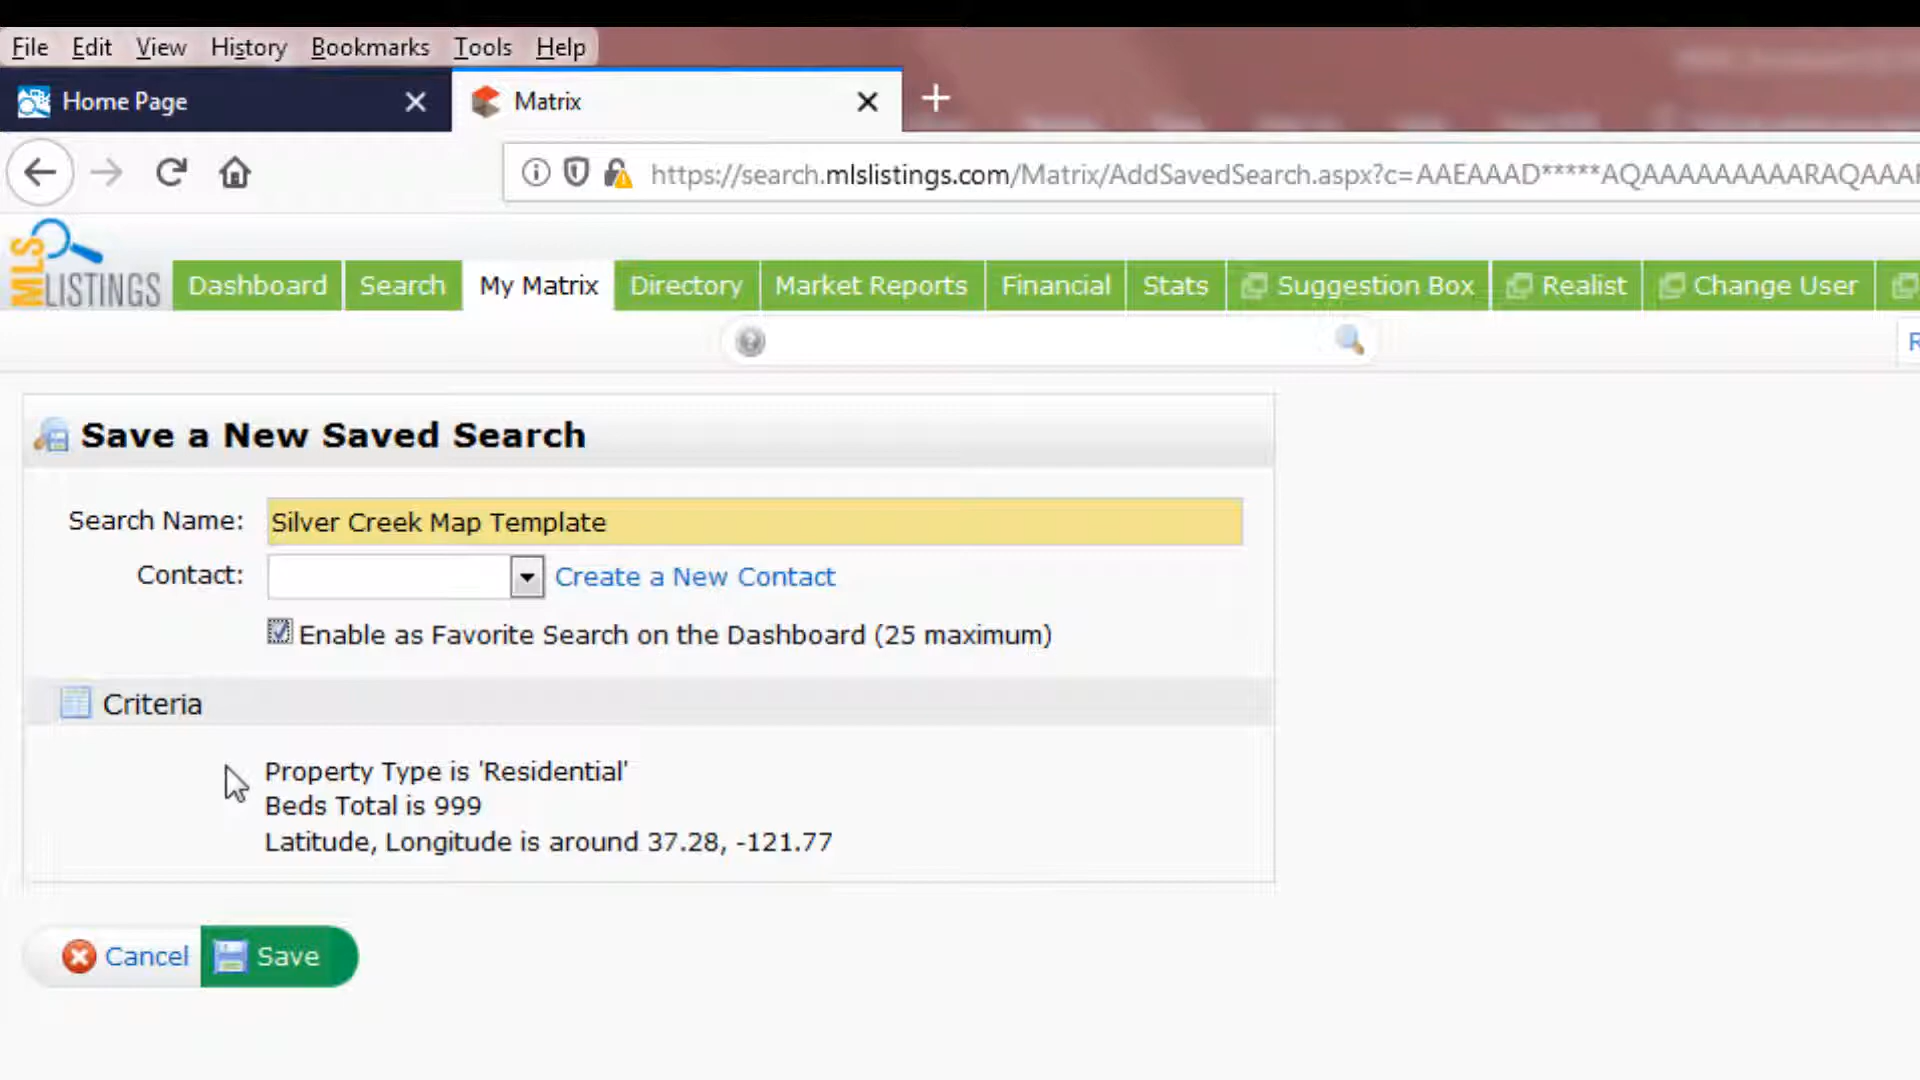 File Edit View History Bookmarks Tools Help
Home Page Matrix
https://search.mlslistings.com/Matrix/AddSavedSearch.aspx?c=AAEAAAD*****AQAAAAAAAAARAQAAA
MLS LISTINGS
Dashboard Search My Matrix Directory Market Reports Financial Stats Suggestion Box Realist Change User
Save a New Saved Search
Search Name: Silver Creek Map Template
Contact: Create a New Contact
Enable as Favorite Search on the Dashboard (25 maximum)
Criteria
Property Type is 'Residential'
Beds Total is 999
Latitude, Longitude is around 37.28, -121.77
Cancel Save